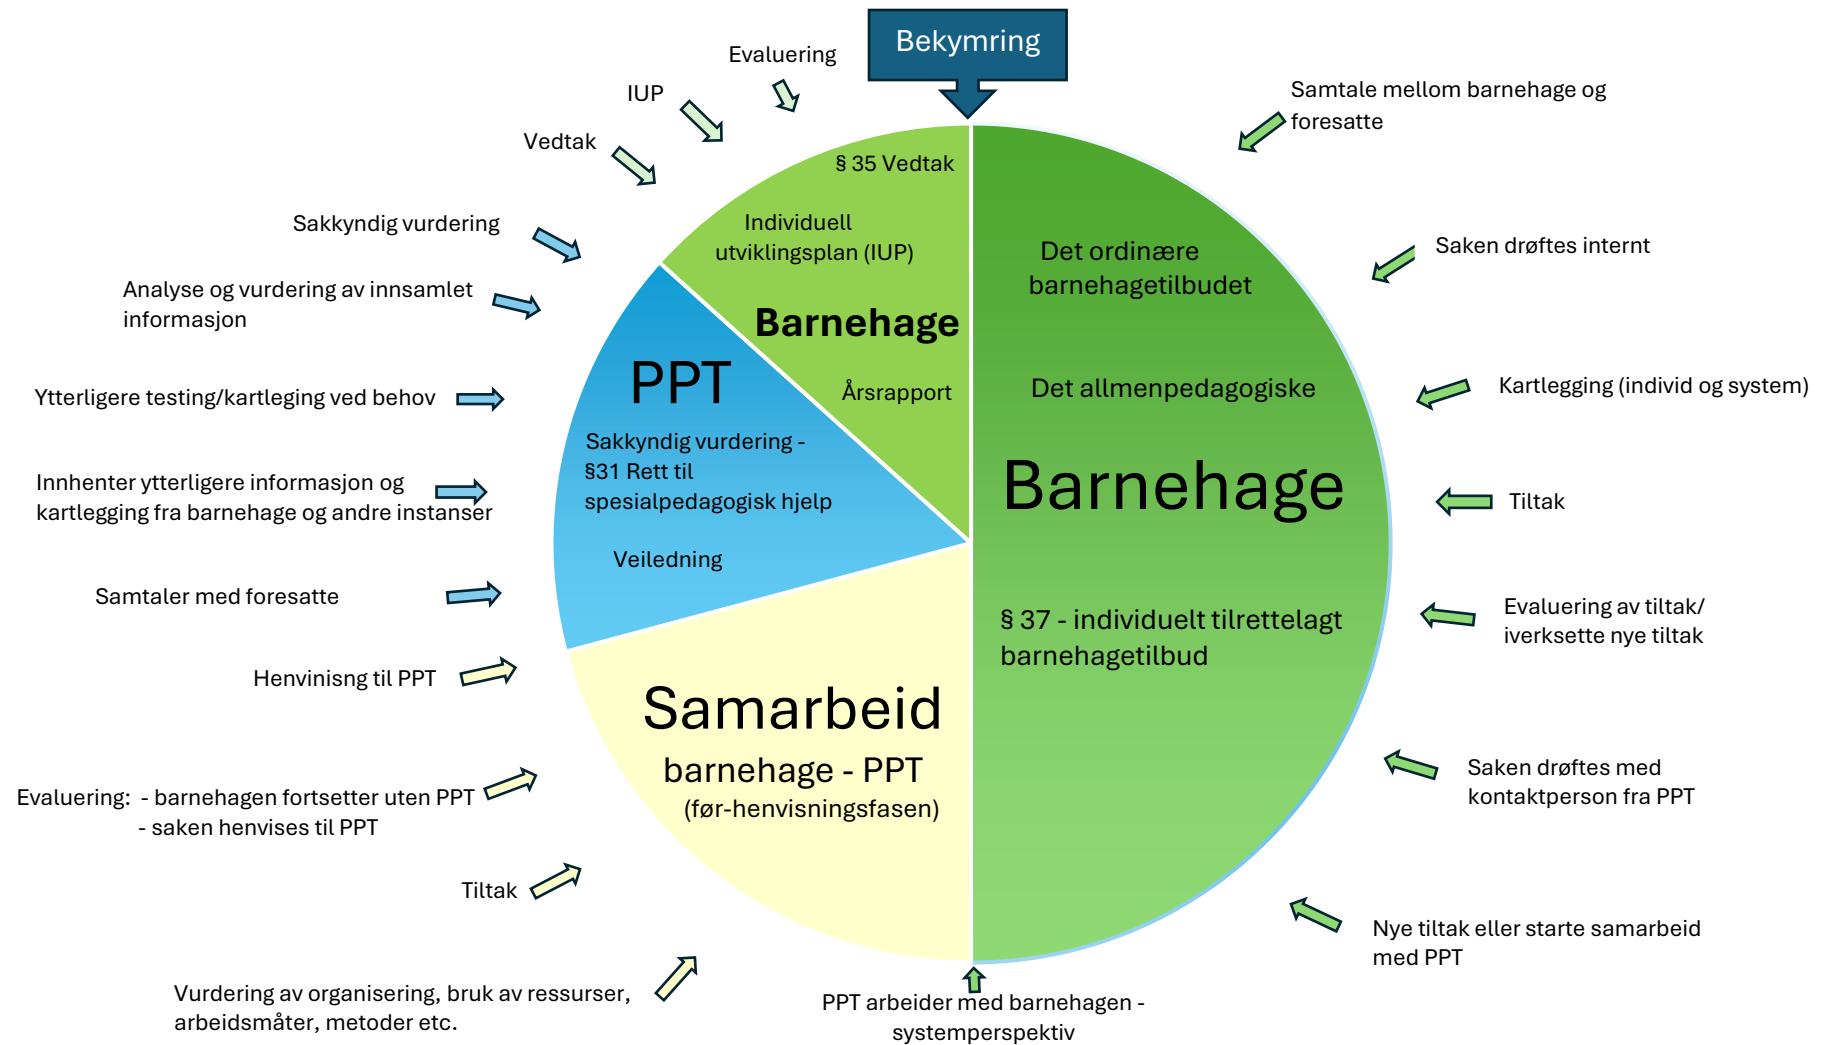 Bekymring
Samtale mellom barnehage og
foresatte
Saken drøftes internt
Kartlegging (individ og system)
Tiltak
Evaluering av tiltak/
iverksette nye tiltak
Saken drøftes med
kontaktperson fra PPT
Nye tiltak eller starte samarbeid
med PPT
PPT arbeider med barnehagen -
systemperspektiv
Vurdering av organisering, bruk av ressurser,
arbeidsmåter, metoder etc.
Tiltak
Evaluering: - barnehagen fortsetter uten PPT
- saken henvises til PPT
Henvinisng til PPT
Samtaler med foresatte
Innhenter ytterligere informasjon og
kartlegging fra barnehage og andre instanser
Ytterligere testing/kartleging ved behov
Analyse og vurdering av innsamlet
informasjon
Sakkyndig vurdering
Vedtak
IUP
Evaluering
Det ordinære
barnehagetilbudet
Det allmenpedagogiske
Barnehage
§ 37 - individuelt tilrettelagt
barnehagetilbud
Samarbeid
barnehage - PPT
(før-henvisningsfasen)
PPT
Sakkyndig vurdering -
§31 Rett til
spesialpedagogisk hjelp
Veiledning
§ 35 Vedtak
Individuell
utviklingsplan (IUP)
Barnehage
Årsrapport